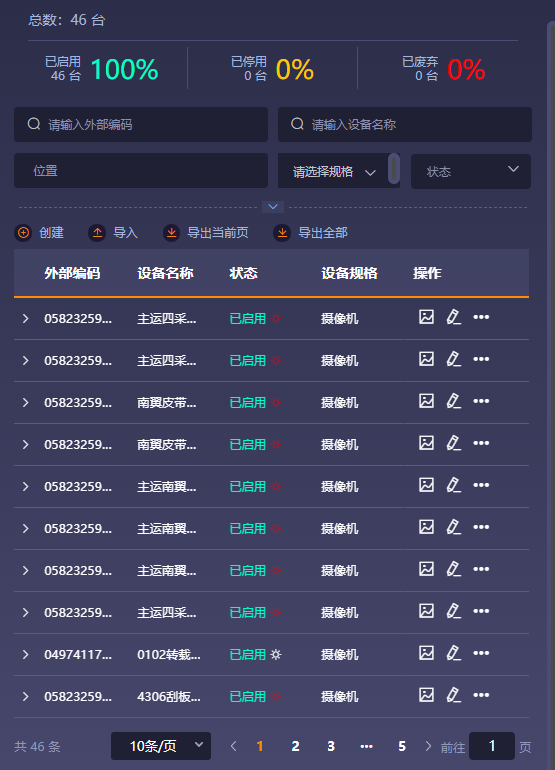 总数: 46 台
已启用 46 台 100%
已停用 0 台 0%
已废弃 0 台 0%
请输入外部编码 请输入设备名称
位置 请选择规格 状态
创建 导入 导出当前页 导出全部
外部编码 设备名称 状态 设备规格 操作
05823259... 主运四采... 已启用 摄像机
05823259... 主运四采... 已启用 摄像机
05823259... 南翼皮带... 已启用 摄像机
05823259... 南翼皮带... 已启用 摄像机
05823259... 主运南翼... 已启用 摄像机
05823259... 主运南翼... 已启用 摄像机
05823259... 主运南翼... 已启用 摄像机
05823259... 主运四采... 已启用 摄像机
04974117... 0102转载... 已启用 摄像机
05823259... 4306刮板... 已启用 摄像机
共 46 条 10条/页 1 2 3 ... 5 前往 1 页